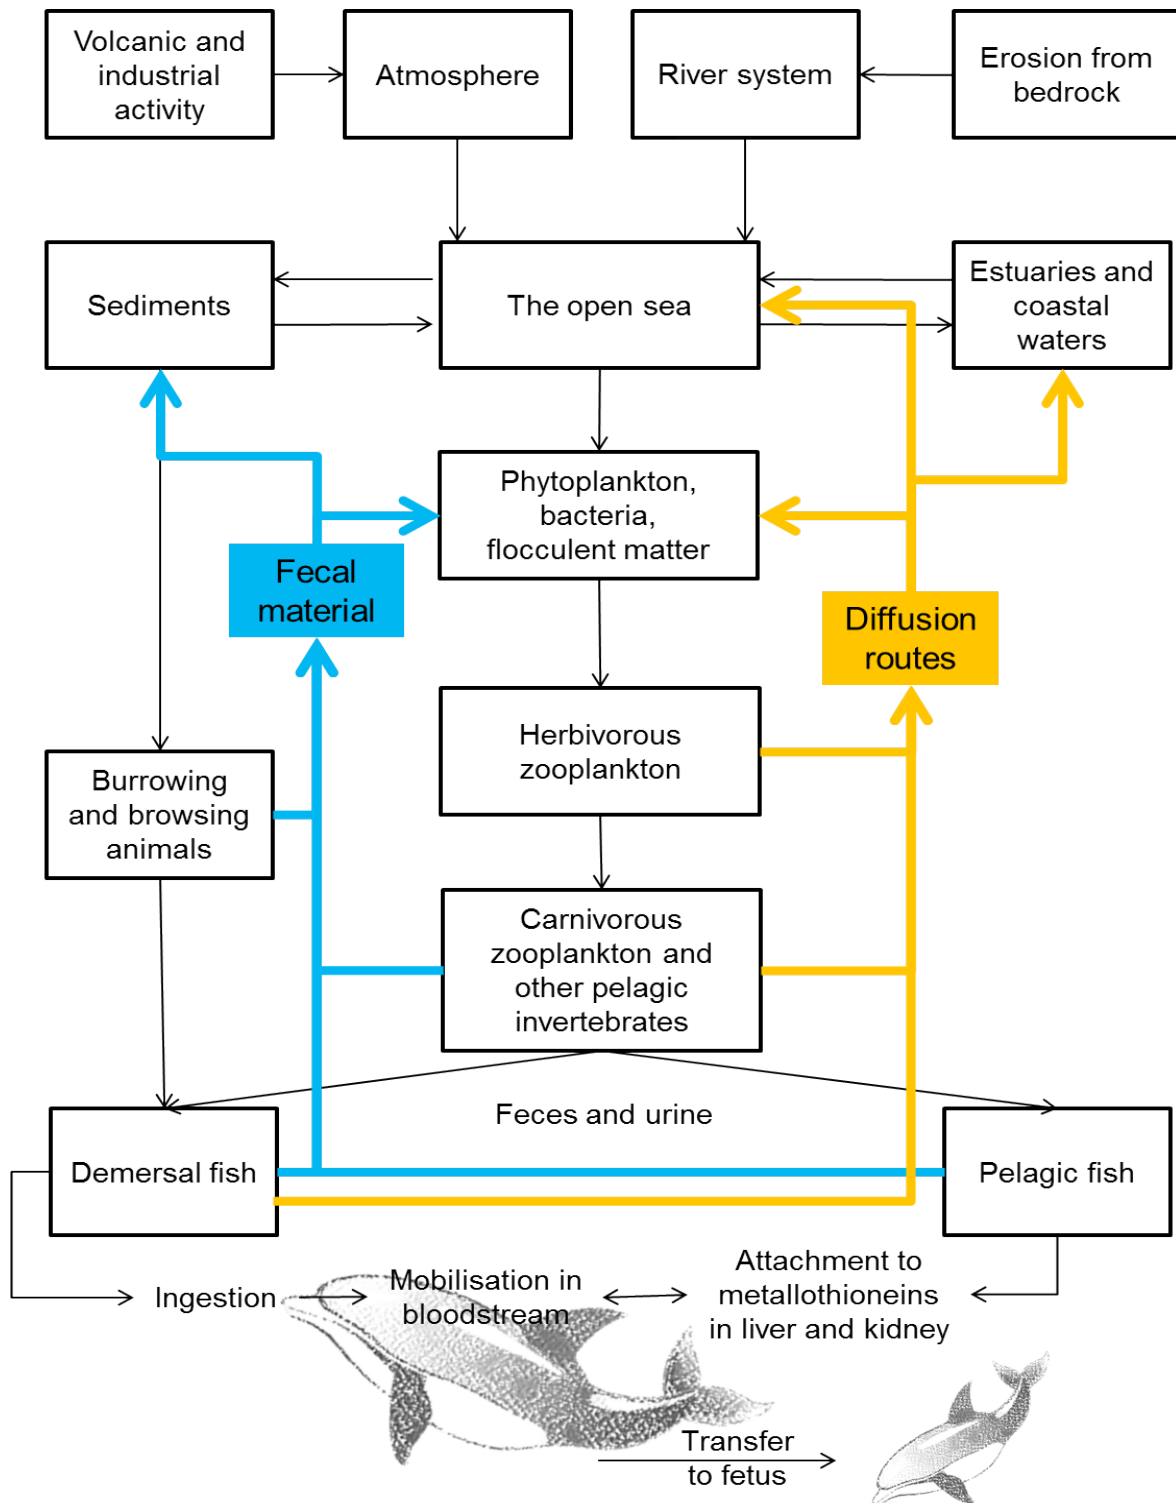 Volcanic and
industrial
activity
Atmosphere
River system
Erosion from
bedrock
Sediments
The open sea
Estuaries and
coastal
waters
Phytoplankton,
bacteria,
flocculent matter
Fecal
material
Diffusion
routes
Herbivorous
zooplankton
Burrowing
and browsing
animals
Carnivorous
zooplankton and
other pelagic
invertebrates
Feces and urine
Demersal fish
Pelagic fish
Ingestion
Mobilisation in
bloodstream
Attachment to
metallothioneins
in liver and kidney
Transfer
to fetus